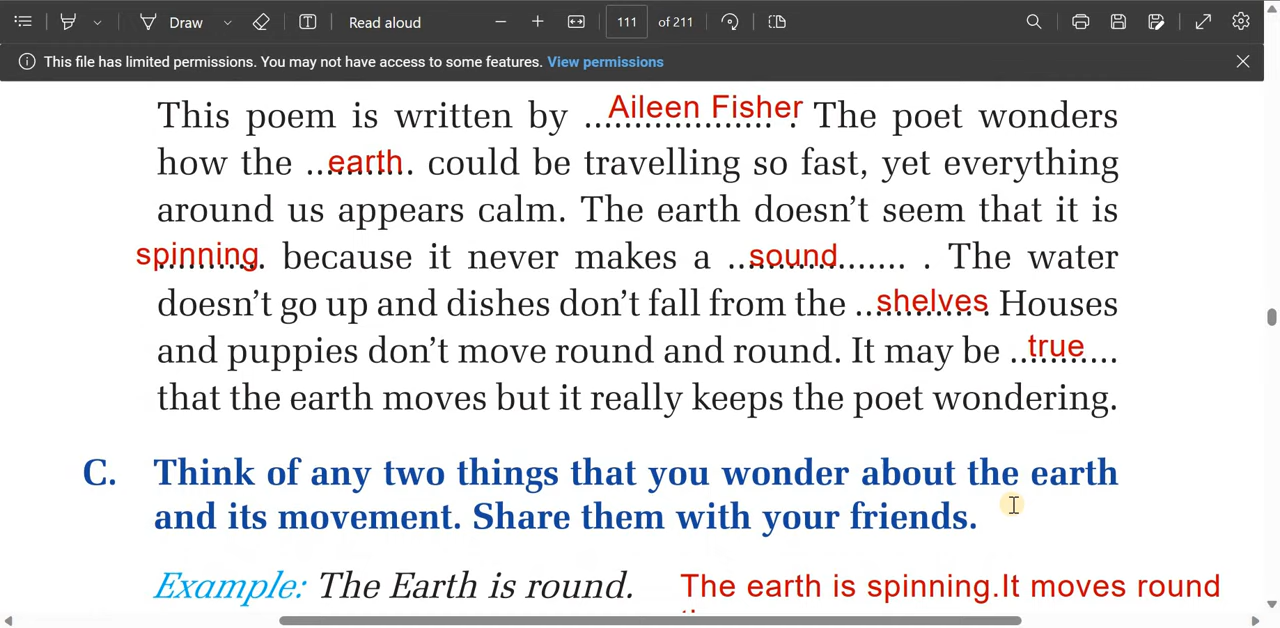 Draw Read aloud 111 of 211
This file has limited permissions. You may not have access to some features. View permissions
This poem is written by ..Aileen Fisher.. . The poet wonders
how the ..earth.. could be travelling so fast, yet everything
around us appears calm. The earth doesn't seem that it is
spinning. because it never makes a ..sound....... . The water
doesn't go up and dishes don't fall from the ..shelves . Houses
and puppies don't move round and round. It may be ..true....
that the earth moves but it really keeps the poet wondering.
C. Think of any two things that you wonder about the earth
and its movement. Share them with your friends.
Example: The Earth is round. The earth is spinning.It moves round